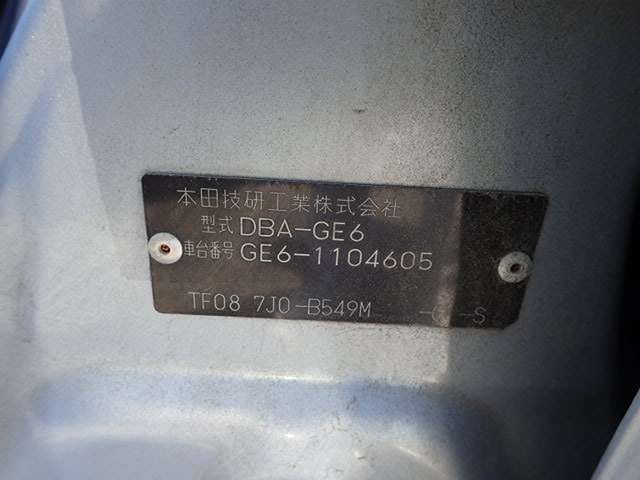 本田技研工業株式会社
型式 DBA-GE6
車台番号 GE6-1104605
TF08 7J0-B549M -C -S